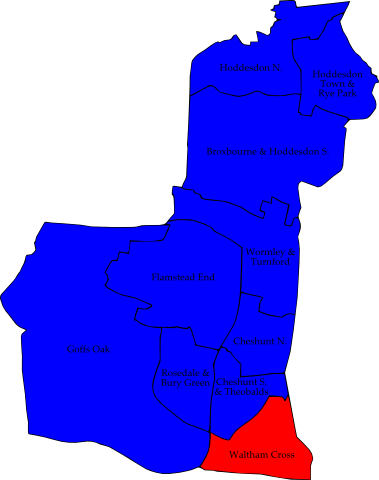 Hoddesdon N.
Hoddesdon
Town &
Rye Park
Broxbourne & Hoddesdon S.
Wormley &
Turnford
Flamstead End
Cheshunt N.
Goffs Oak
Rosedale &
Bury Green
Cheshunt S.
& Theobalds
Waltham Cross